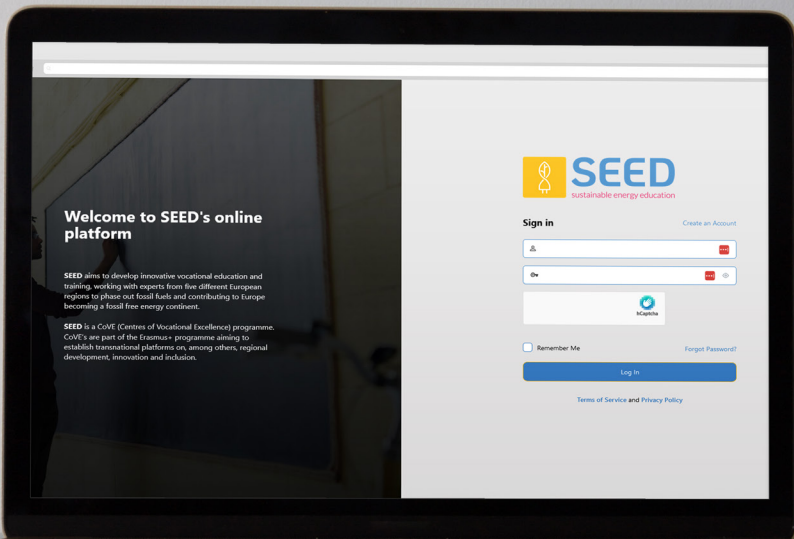 Welcome to SEED's online
platform
SEED aims to develop innovative vocational education and
training, working with experts from five different European
regions to phase out fossil fuels and contributing to Europe
becoming a fossil free energy continent.
SEED is a CoVE (Centres of Vocational Excellence) programme.
CoVE's are part of the Erasmus+ programme aiming to
establish transnational platforms on, among others, regional
development, innovation and inclusion.
SEED
sustainable energy education
Sign in
Create an Account
hCaptcha
Remember Me
Forgot Password?
Log In
Terms of Service and Privacy Policy